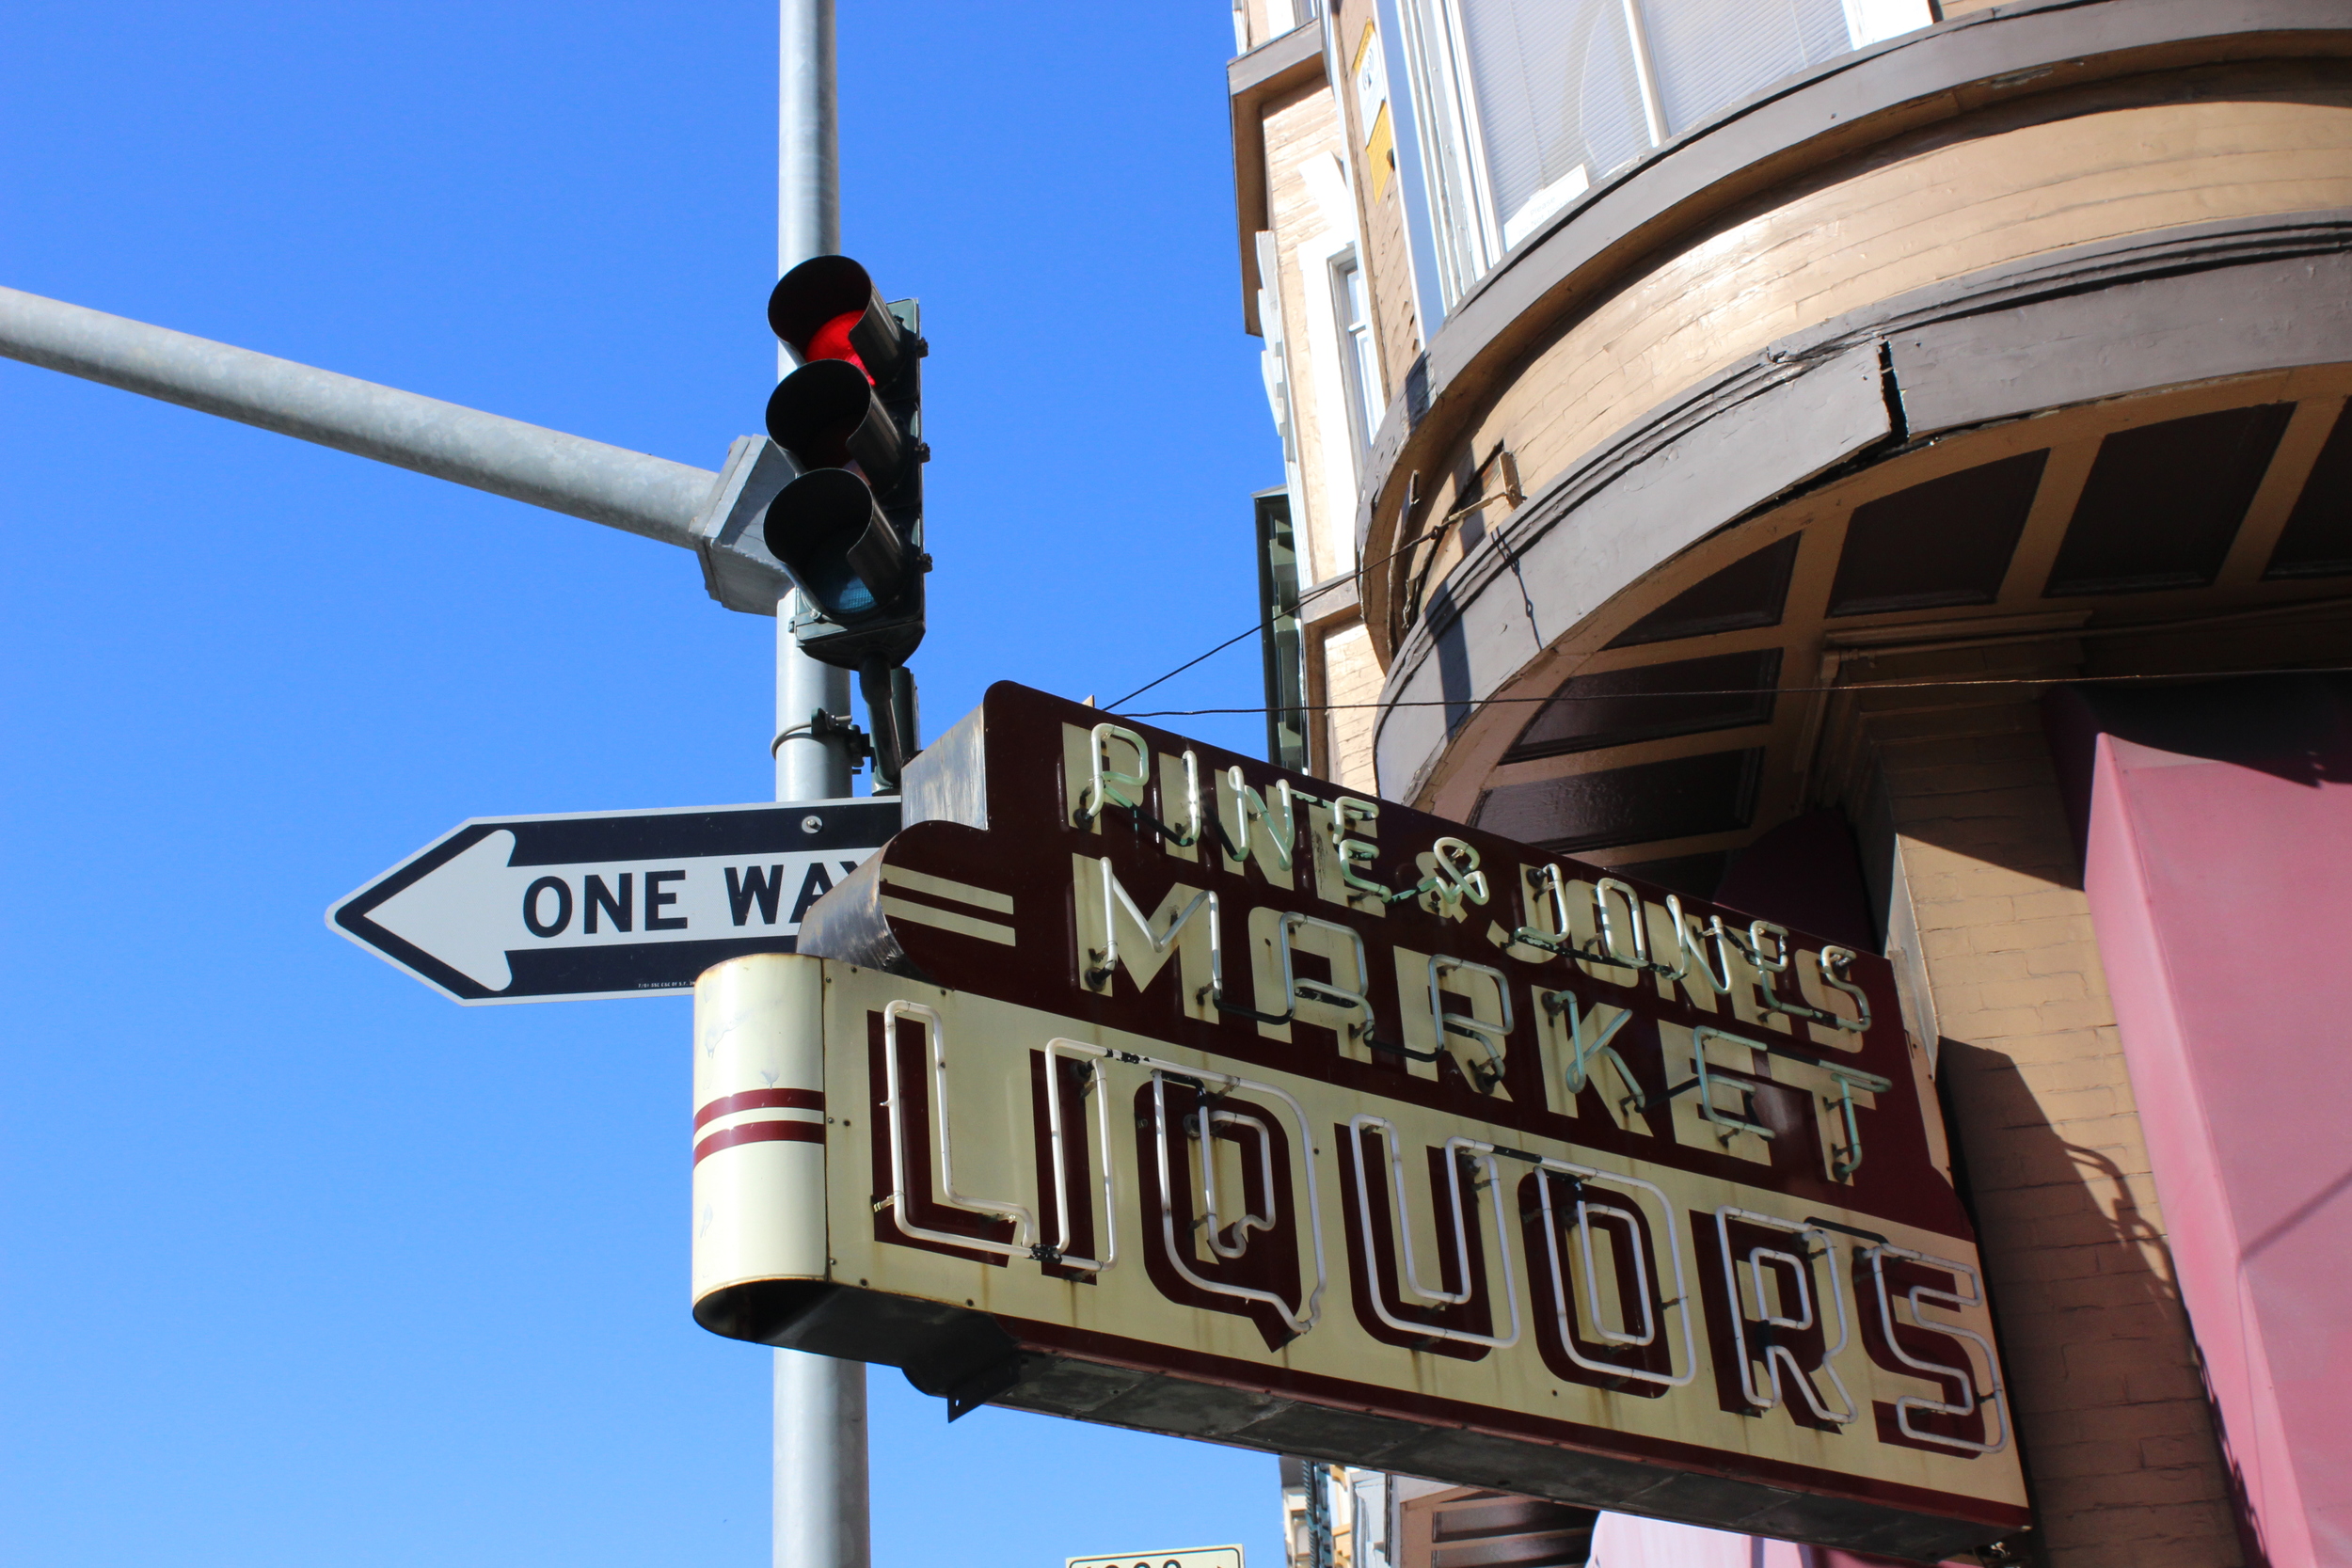 ONE WAY
PINE & JONES
MARKET
LIQUORS